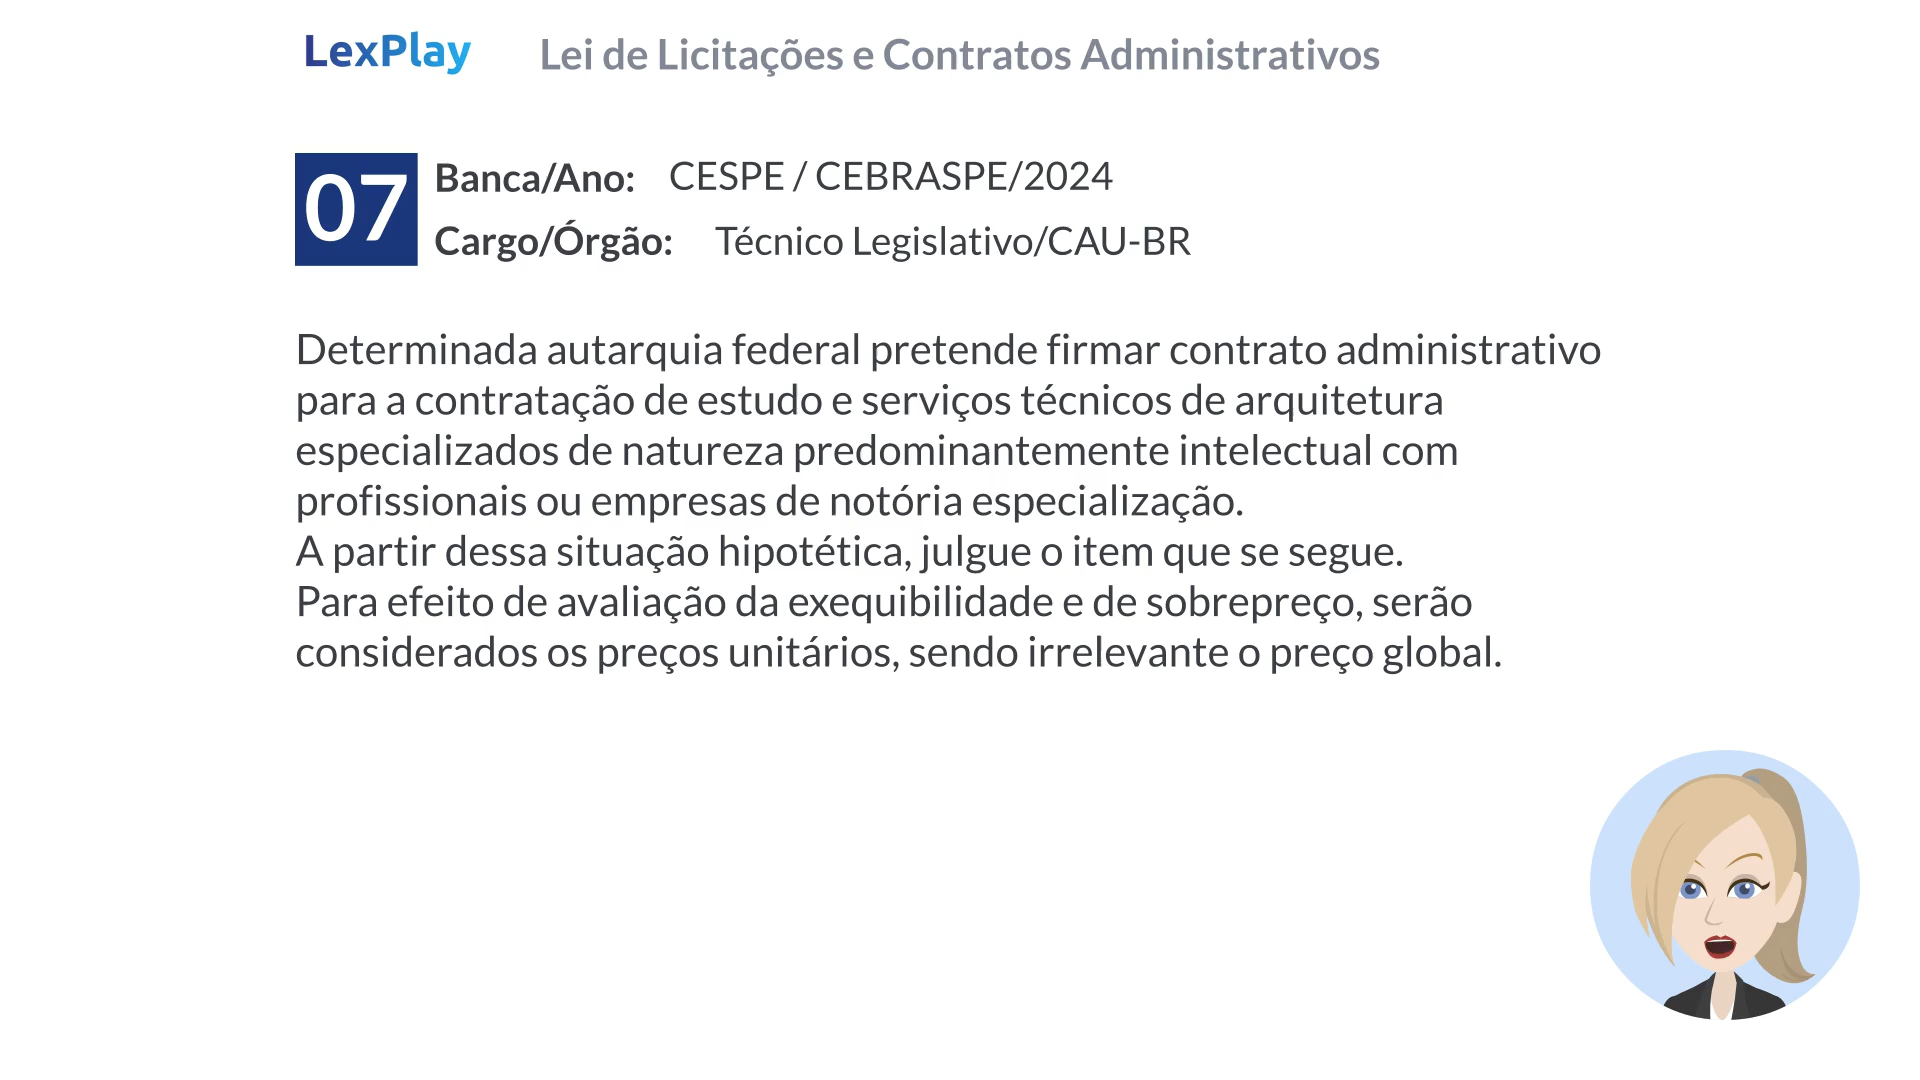 LexPlay Lei de Licitações e Contratos Administrativos
07
Banca/Ano: CESPE / CEBRASPE/2024
Cargo/Órgão: Técnico Legislativo/CAU-BR
Determinada autarquia federal pretende firmar contrato administrativo
para a contratação de estudo e serviços técnicos de arquitetura
especializados de natureza predominantemente intelectual com
profissionais ou empresas de notória especialização.
A partir dessa situação hipotética, julgue o item que se segue.
Para efeito de avaliação da exequibilidade e de sobrepreço, serão
considerados os preços unitários, sendo irrelevante o preço global.